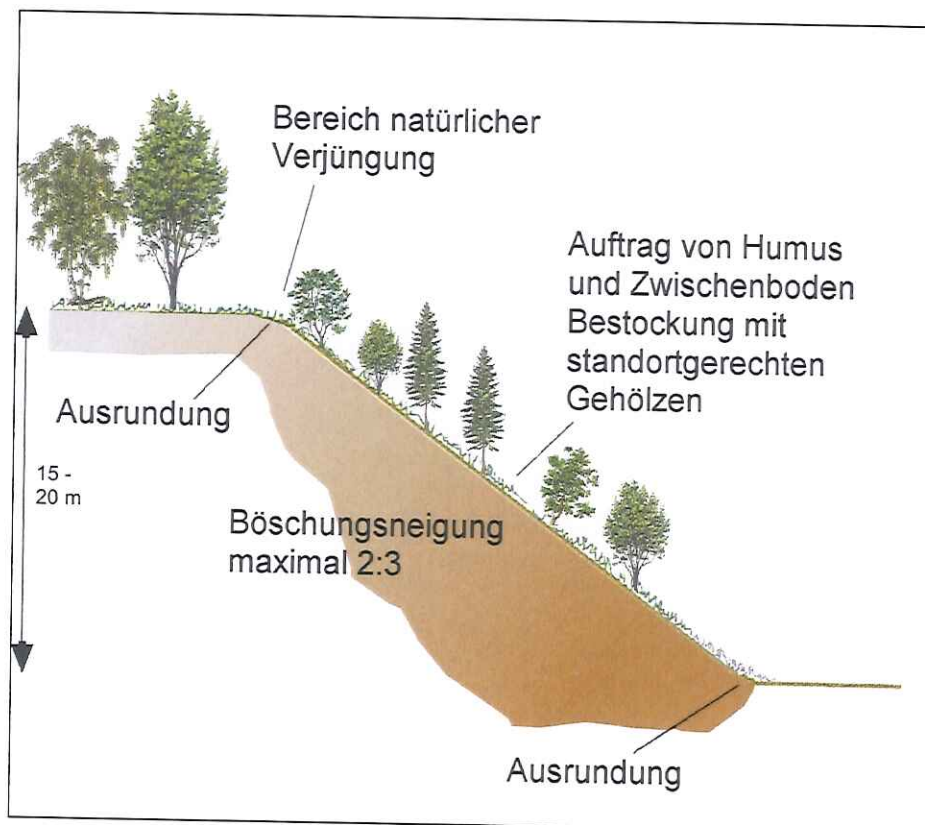 Bereich natürlicher
Verjüngung
Auftrag von Humus
und Zwischenboden
Bestockung mit
standortgerechten
Gehölzen
Ausrundung
15 -
20 m
Böschungsneigung
maximal 2:3
Ausrundung